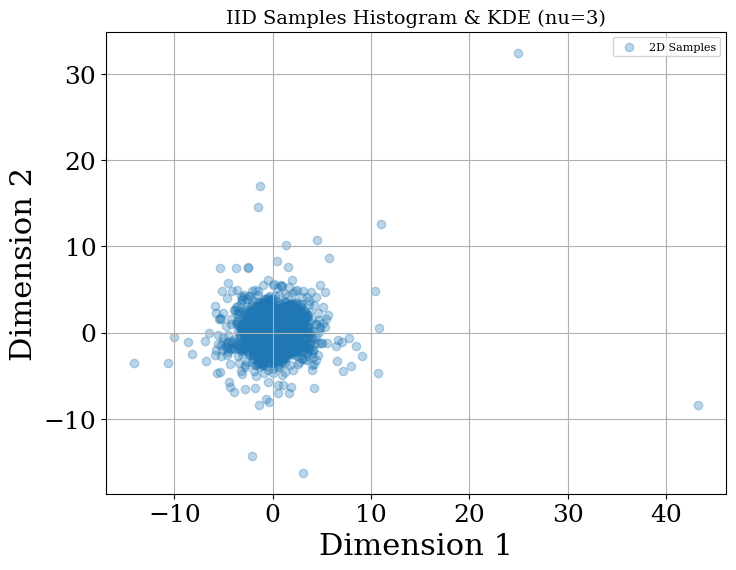 IID Samples Histogram & KDE (nu=3)
2D Samples
30
20
10
0
−10
Dimension 2
−10 0 10 20 30 40
Dimension 1